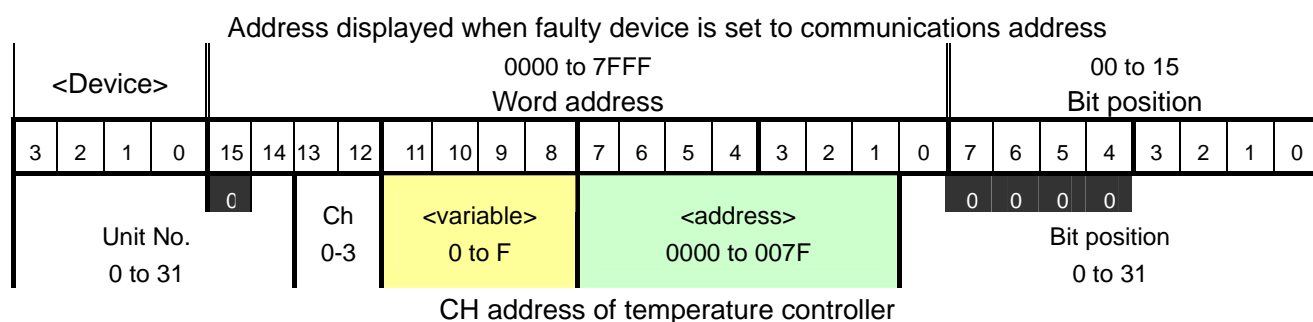 Address displayed when faulty device is set to communications address
<Device> 0000 to 7FFF 00 to 15
Word address Bit position
3 2 1 0 15 14 13 12 11 10 9 8 7 6 5 4 3 2 1 0 7 6 5 4 3 2 1 0
0 0 0 0 0
Unit No. Ch <variable> <address> Bit position
0 to 31 0-3 0 to F 0000 to 007F 0 to 31
CH address of temperature controller